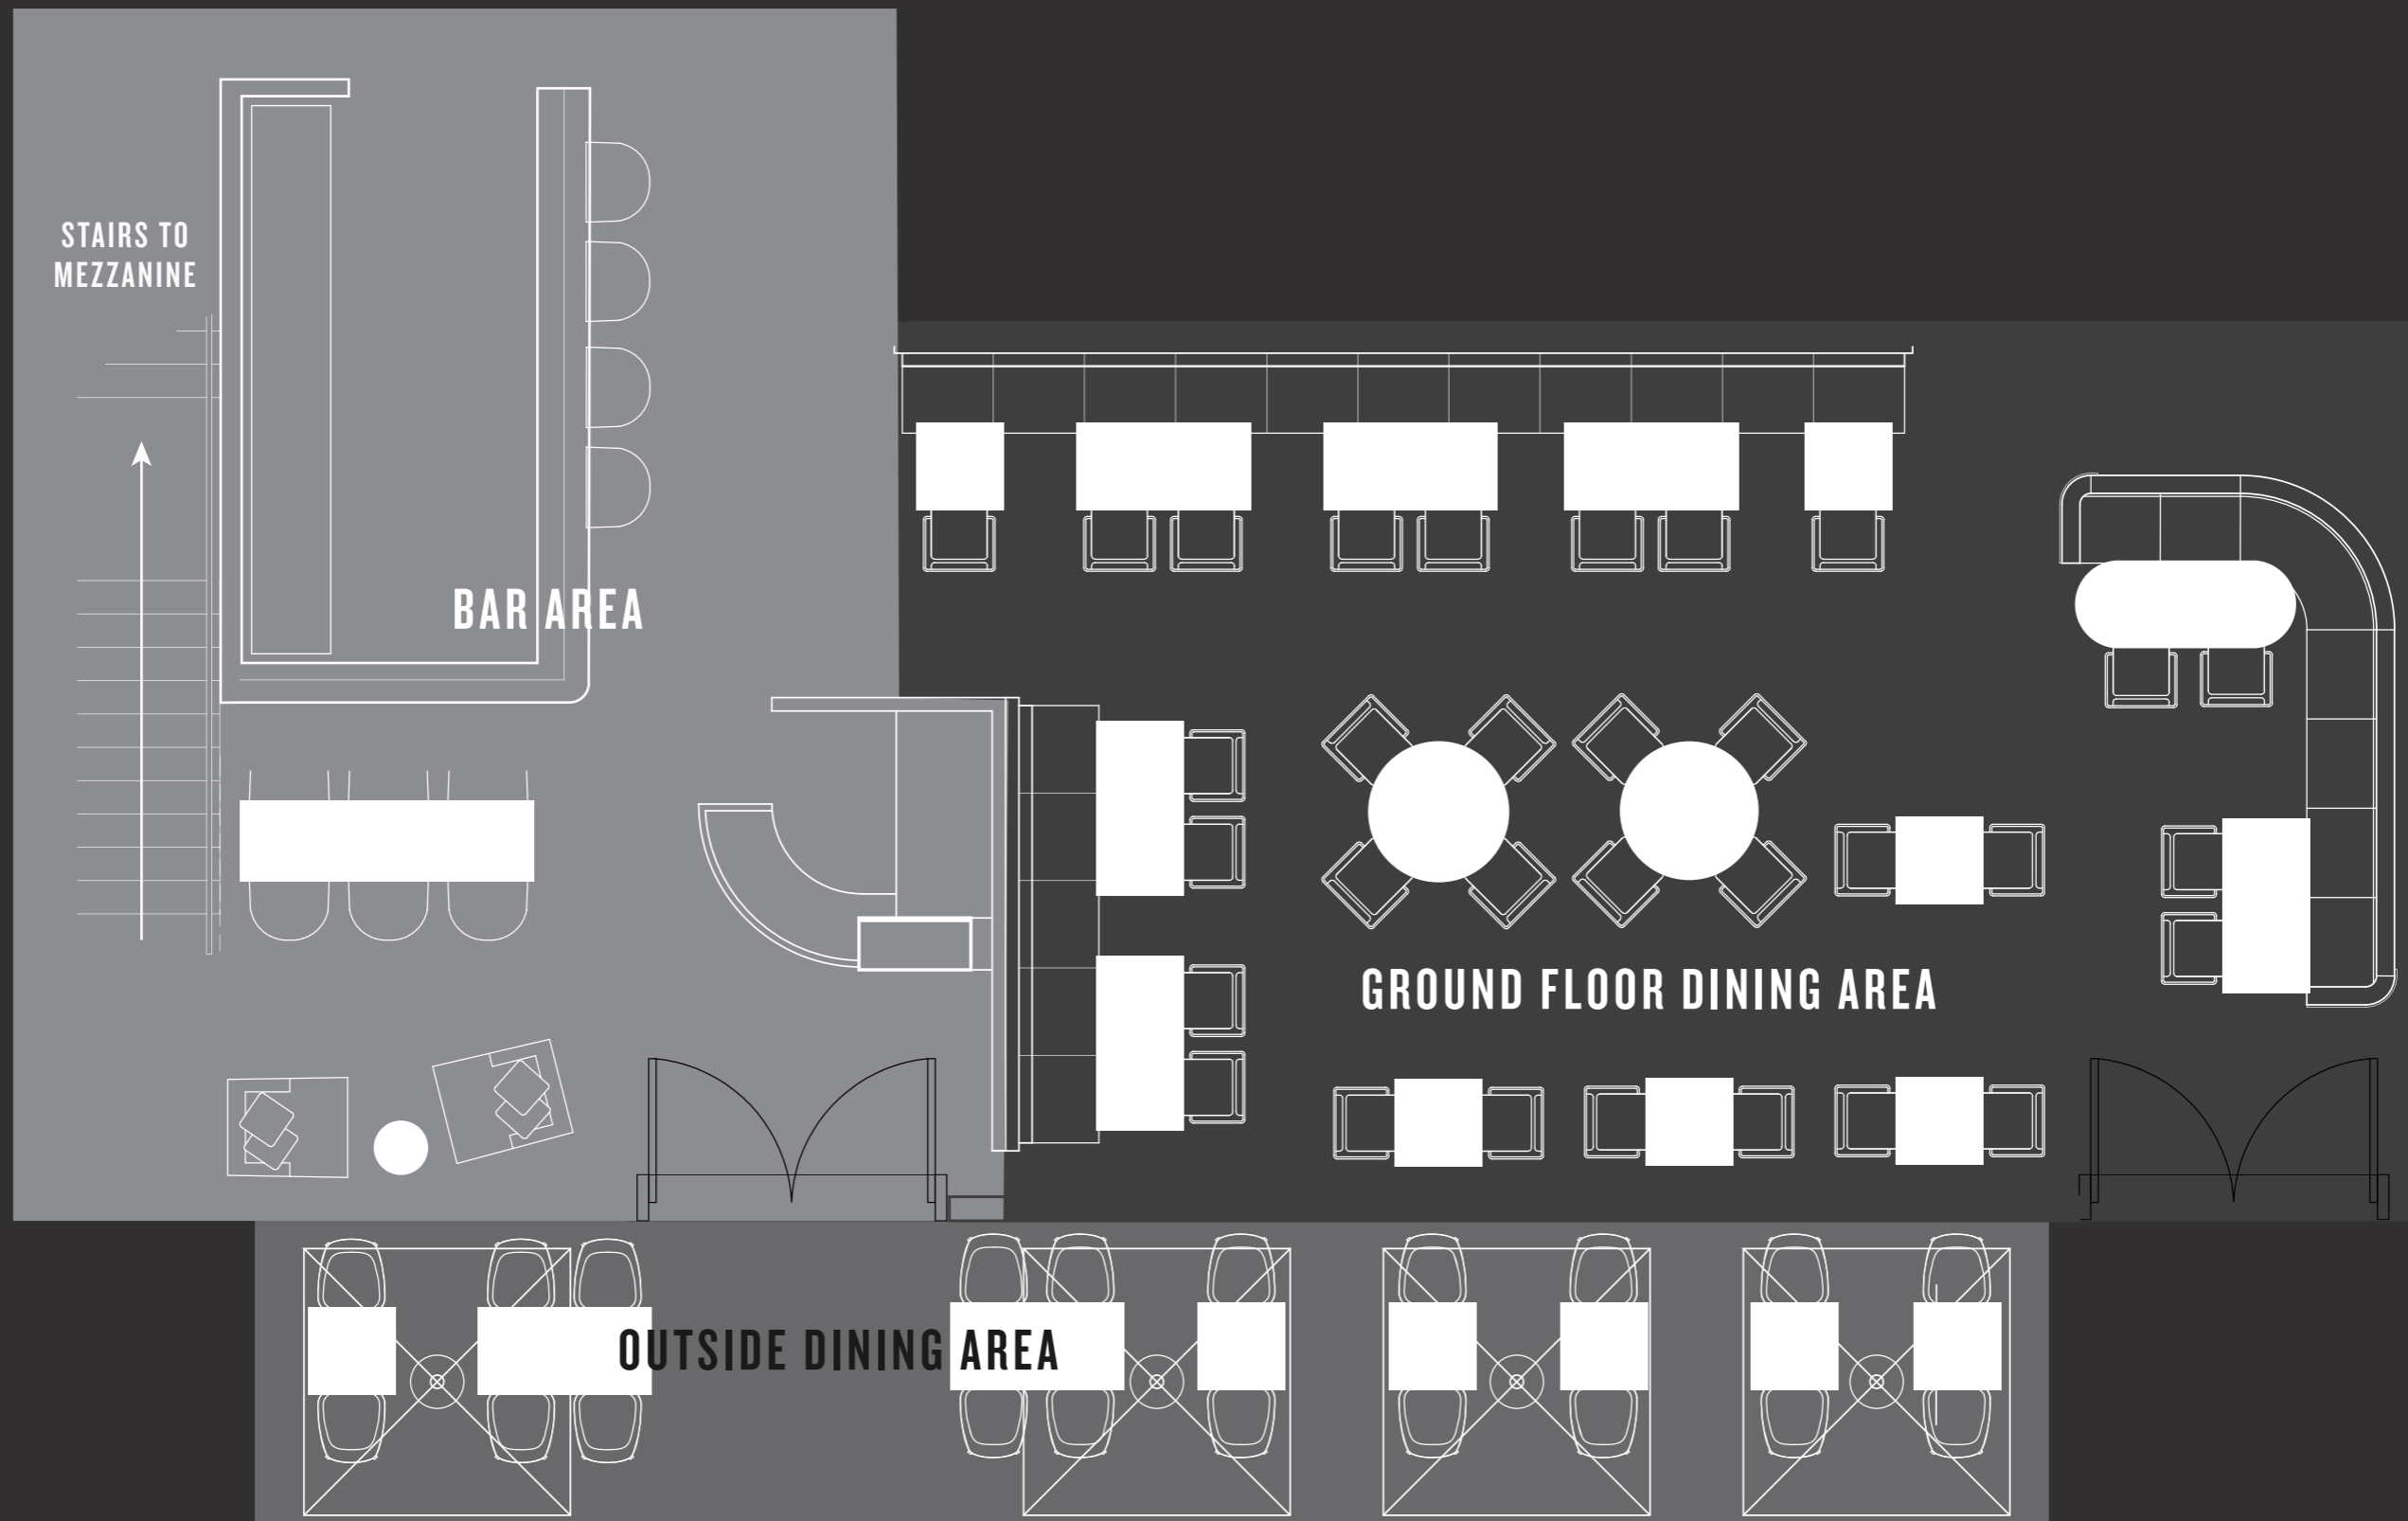 STAIRS TO
MEZZANINE
BAR AREA
GROUND FLOOR DINING AREA
OUTSIDE DINING AREA